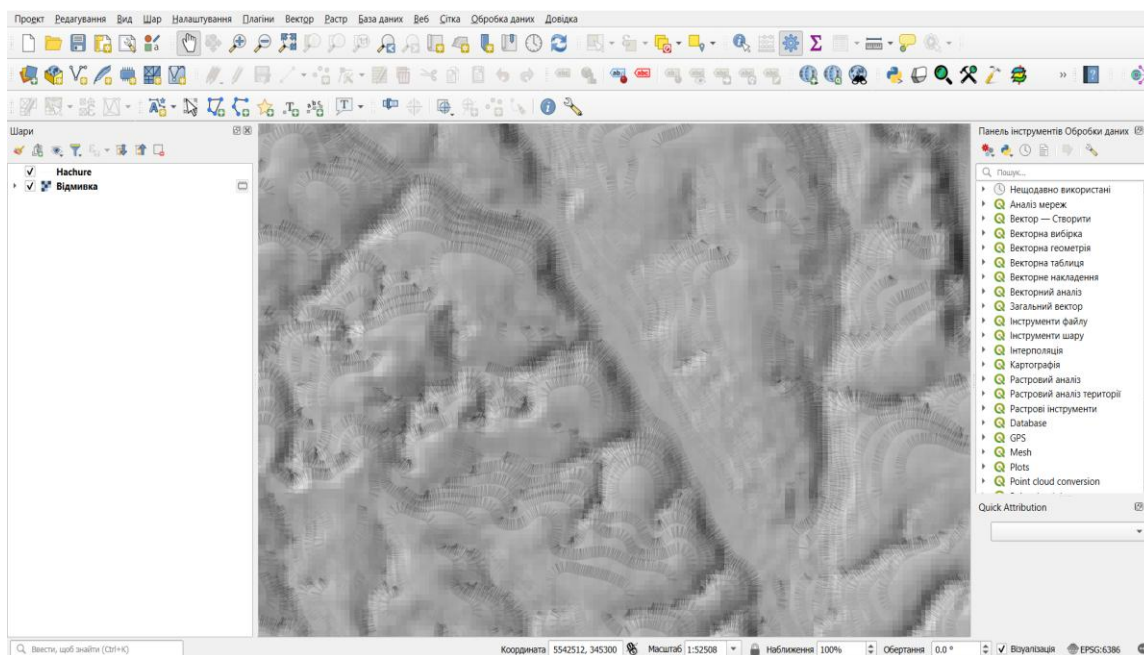 Проект Редагування Вид Шар Налаштування Плагіни Вектор Растр База даних Веб Сітка Обробка даних Довідка
Шари
Hachure
Відмивка
Панель інструментів Обробки даних
Пошук...
Нещодавно використані
Аналіз мереж
Вектор — Створити
Векторна вибірка
Векторна геометрія
Векторна таблиця
Векторне накладення
Векторний аналіз
Загальний вектор
Інструменти файлу
Інструменти шару
Інтерполяція
Картографія
Растровий аналіз
Растровий аналіз території
Растрові інструменти
Database
GPS
Mesh
Plots
Point cloud conversion
Quick Attribution
Ввести, щоб знайти (Ctrl+K)
Координата 5542512, 345300 Масштаб 1:52508 Наближення 100% Обертання 0.0 ° Візуалізація EPSG:6386